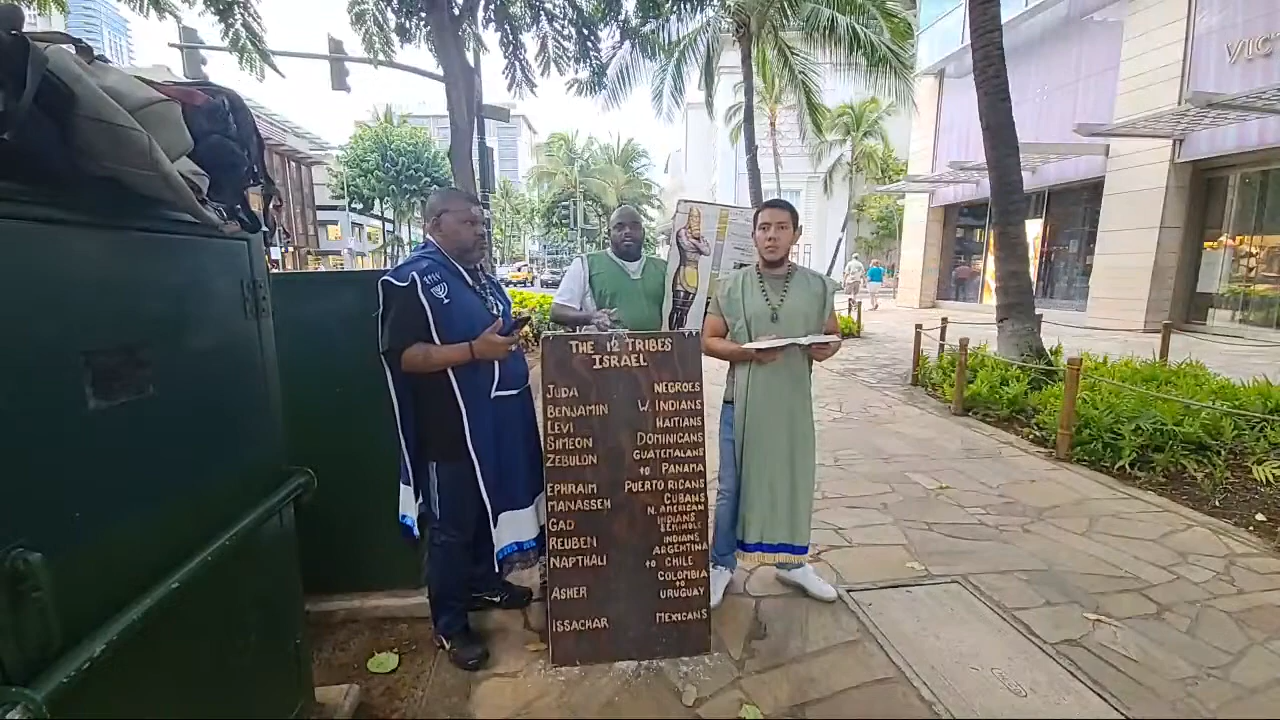 VIC
THE 12 TRIBES
ISRAEL
JUDA NEGROES
BENJAMIN W. INDIANS
LEVI HAITIANS
SIMEON DOMINICANS
ZEBULON GUATEMALANS
to PANAMA
EPHRAIM PUERTO RICANS
MANASSEH CUBANS
GAD N. AMERICAN
INDIANS
REUBEN SEMINOLE
INDIANS
NAPTHALI ARGENTINA
to CHILE
ASHER COLOMBIA
to
URUGUAY
ISSACHAR MEXICANS